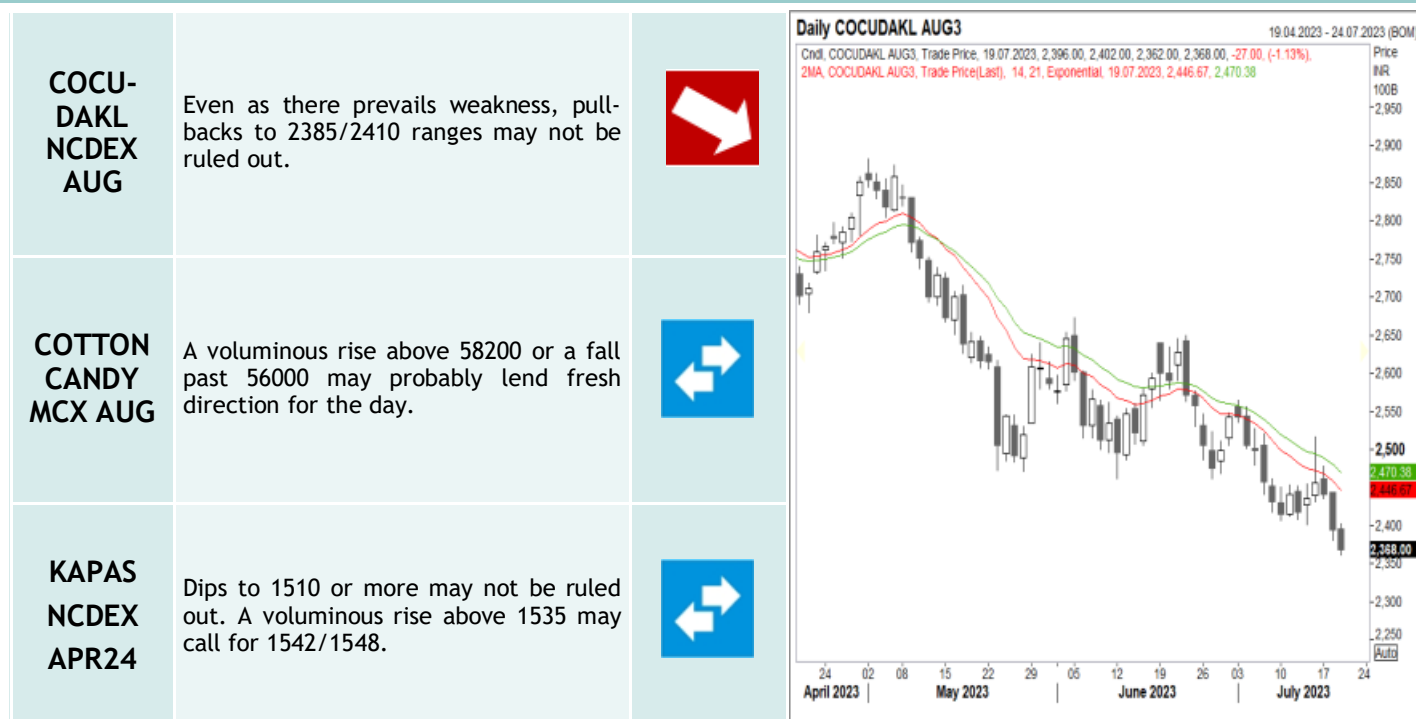 COCU-
DAKL
NCDEX
AUG
Even as there prevails weakness, pull-
backs to 2385/2410 ranges may not be
ruled out.
COTTON
CANDY
MCX AUG
A voluminous rise above 58200 or a fall
past 56000 may probably lend fresh
direction for the day.
KAPAS
NCDEX
APR24
Dips to 1510 or more may not be ruled
out. A voluminous rise above 1535 may
call for 1542/1548.
Daily COCUDAKL AUG3
19.04.2023 - 24.07.2023 (BOM)
Cndl, COCUDAKL AUG3, Trade Price, 19.07.2023, 2,396.00, 2,402.00, 2,362.00, 2,368.00, -27.00, (-1.13%),
2MA, COCUDAKL AUG3, Trade Price(Last), 14, 21, Exponential, 19.07.2023, 2,446.67, 2,470.38
Price
INR
100B
2,950
2,900
2,850
2,800
2,750
2,700
2,650
2,600
2,550
2,500
2,470.38
2,446.67
2,400
2,368.00
2,350
2,300
2,250
Auto
24 02 08 15 22 29 05 12 19 26 03 10 17 24
April 2023 May 2023 June 2023 July 2023